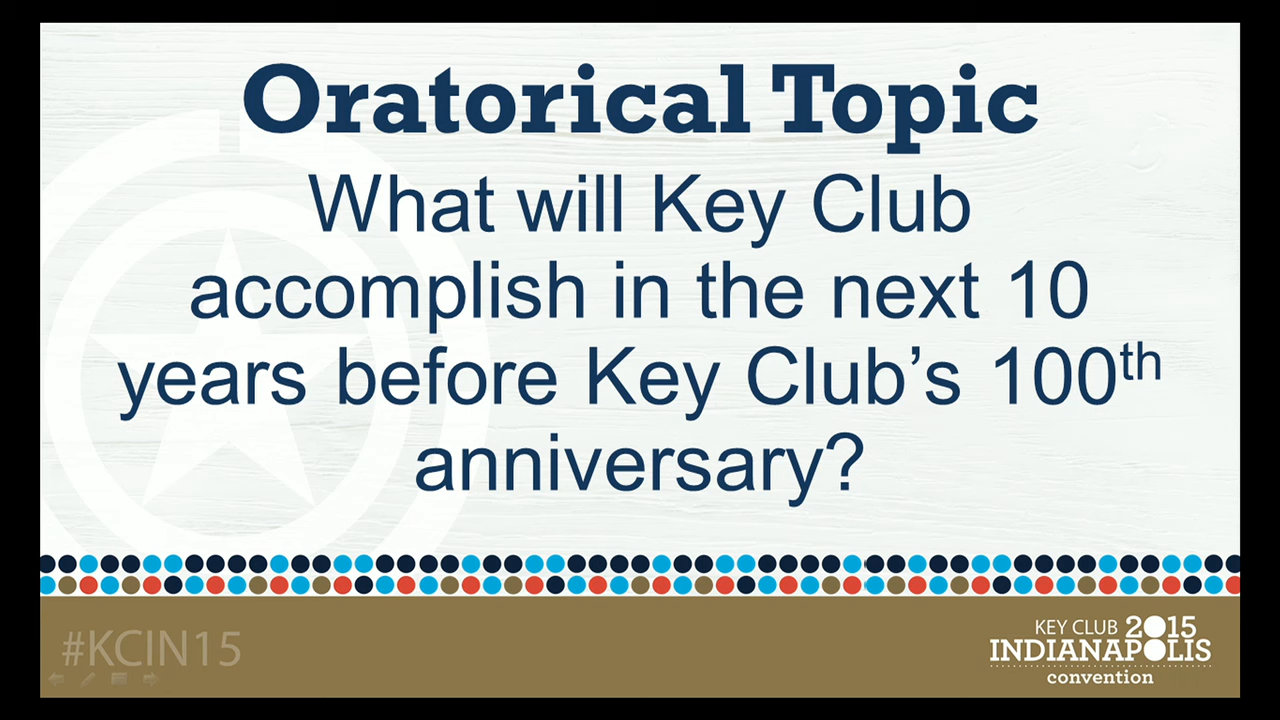 Oratorical Topic
What will Key Club
accomplish in the next 10
years before Key Club’s 100th
anniversary?
#KCIN15
KEY CLUB 2015
INDIANAPOLIS
convention